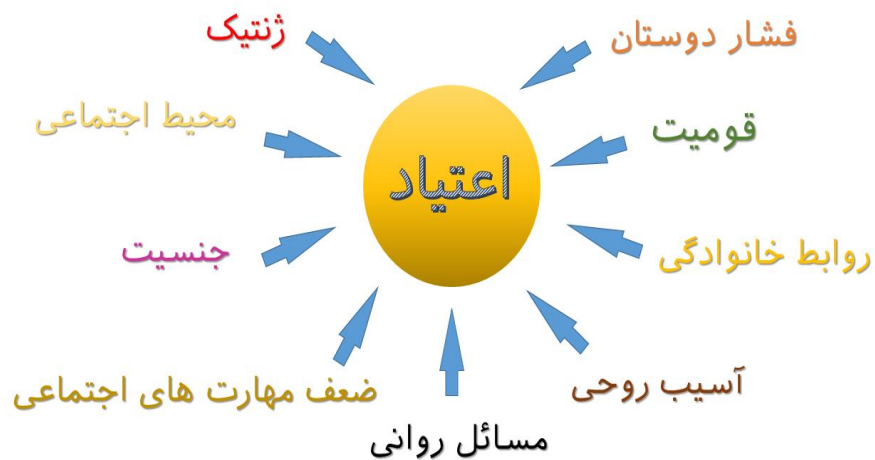 فشار دوستان
ژنتیک
قومیت
محیط اجتماعی
اعتیاد
روابط خانوادگی
جنسیت
آسیب روحی
ضعف مهارت های اجتماعی
مسائل روانی